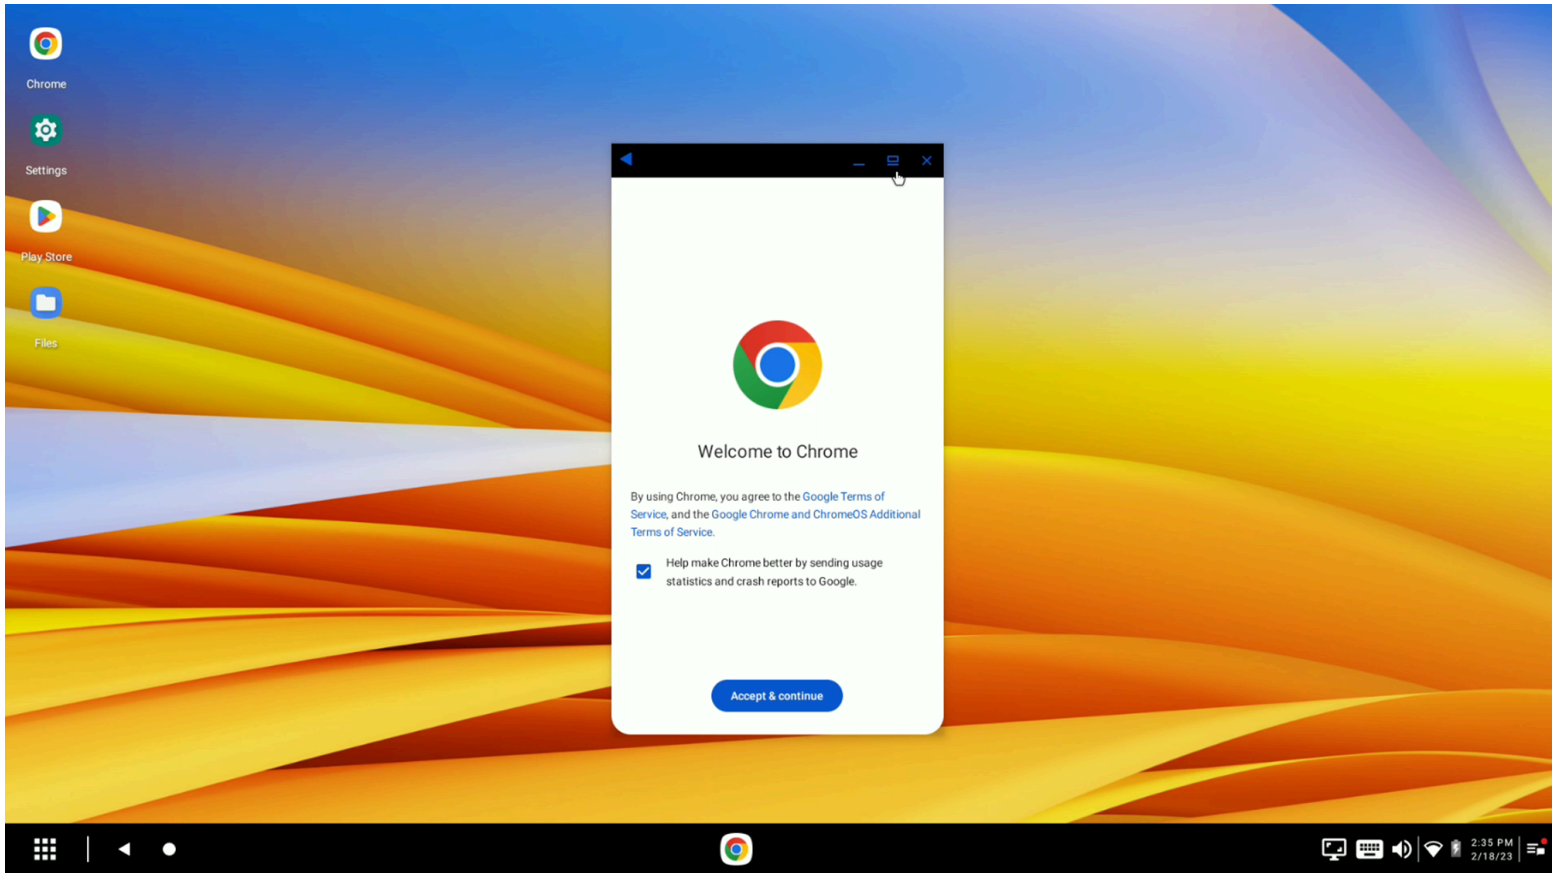 Chrome
Settings
Play Store
Files
Welcome to Chrome
By using Chrome, you agree to the Google Terms of
Service, and the Google Chrome and ChromeOS Additional
Terms of Service.
Help make Chrome better by sending usage
statistics and crash reports to Google.
Accept & continue
2:35 PM
2/18/23